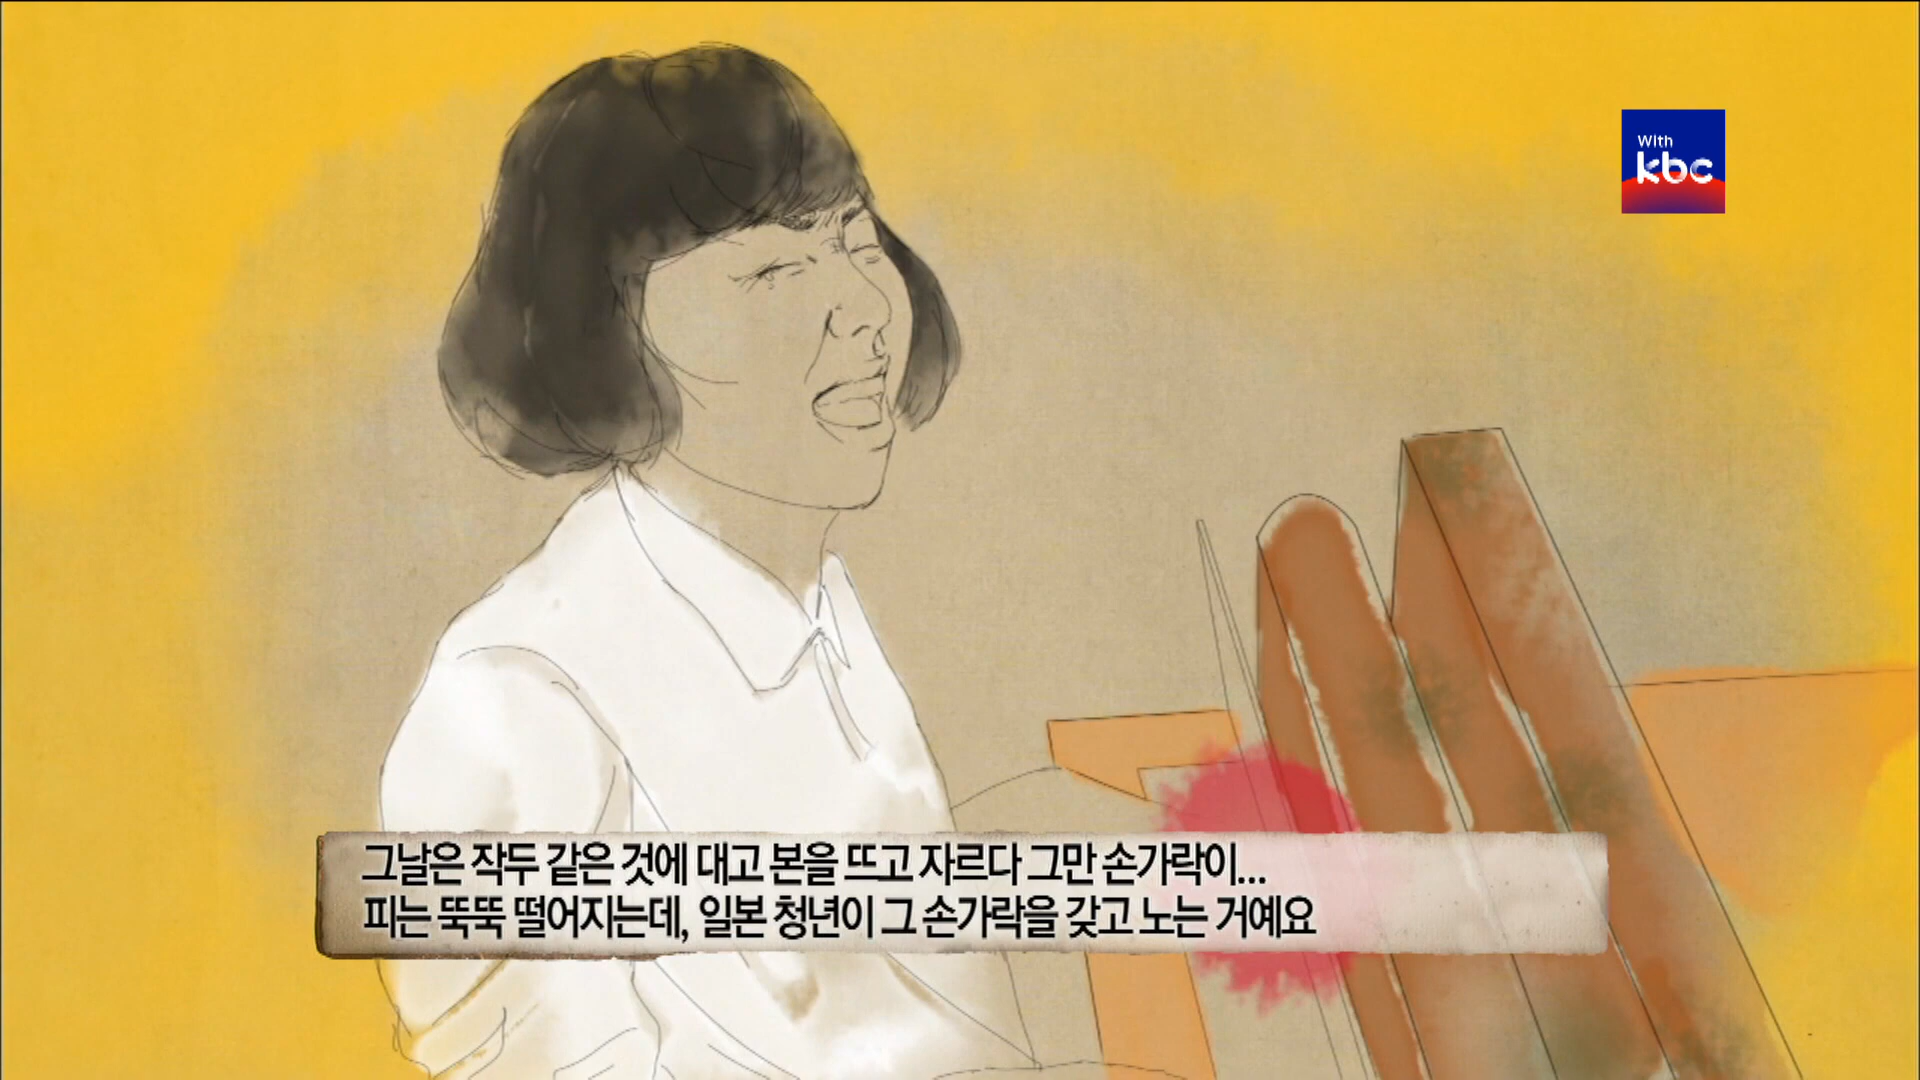 With
kbc
그날은 작두 같은 것에 대고 본을 뜨고 자르다 그만 손가락이...
피는 뚝뚝 떨어지는데, 일본 청년이 그 손가락을 갖고 노는 거예요